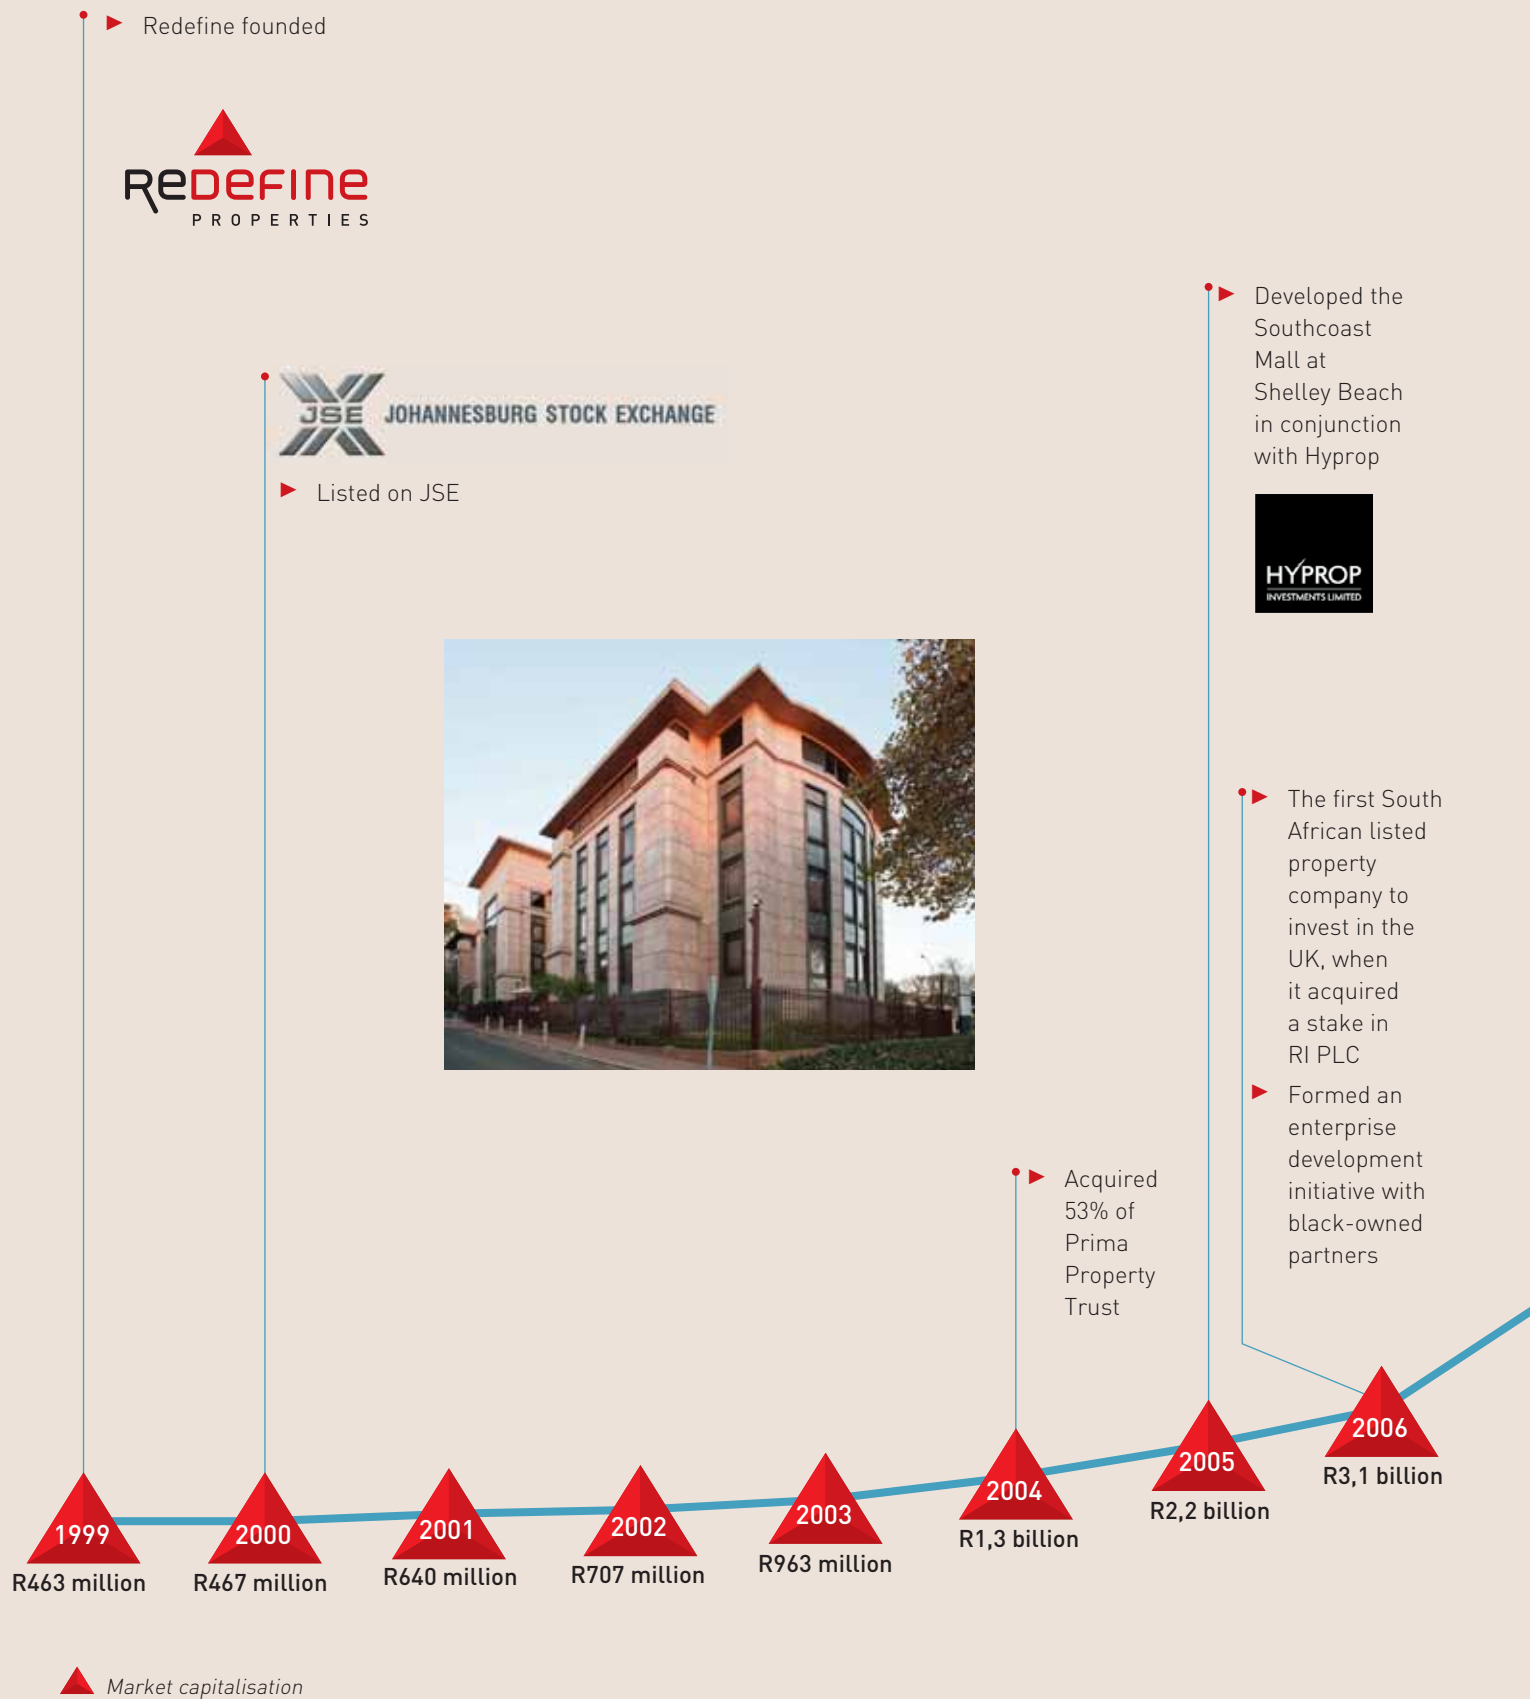 Redefine founded
ReDEFINE
PROPERTIES
JSE JOHANNESBURG STOCK EXCHANGE
Listed on JSE
Developed the
Southcoast
Mall at
Shelley Beach
in conjunction
with Hyprop
HYPROP
INVESTMENTS LIMITED
The first South
African listed
property
company to
invest in the
UK, when
it acquired
a stake in
RI PLC
Formed an
enterprise
development
initiative with
black-owned
partners
Acquired
53% of
Prima
Property
Trust
1999
R463 million
2000
R467 million
2001
R640 million
2002
R707 million
2003
R963 million
2004
R1,3 billion
2005
R2,2 billion
2006
R3,1 billion
Market capitalisation